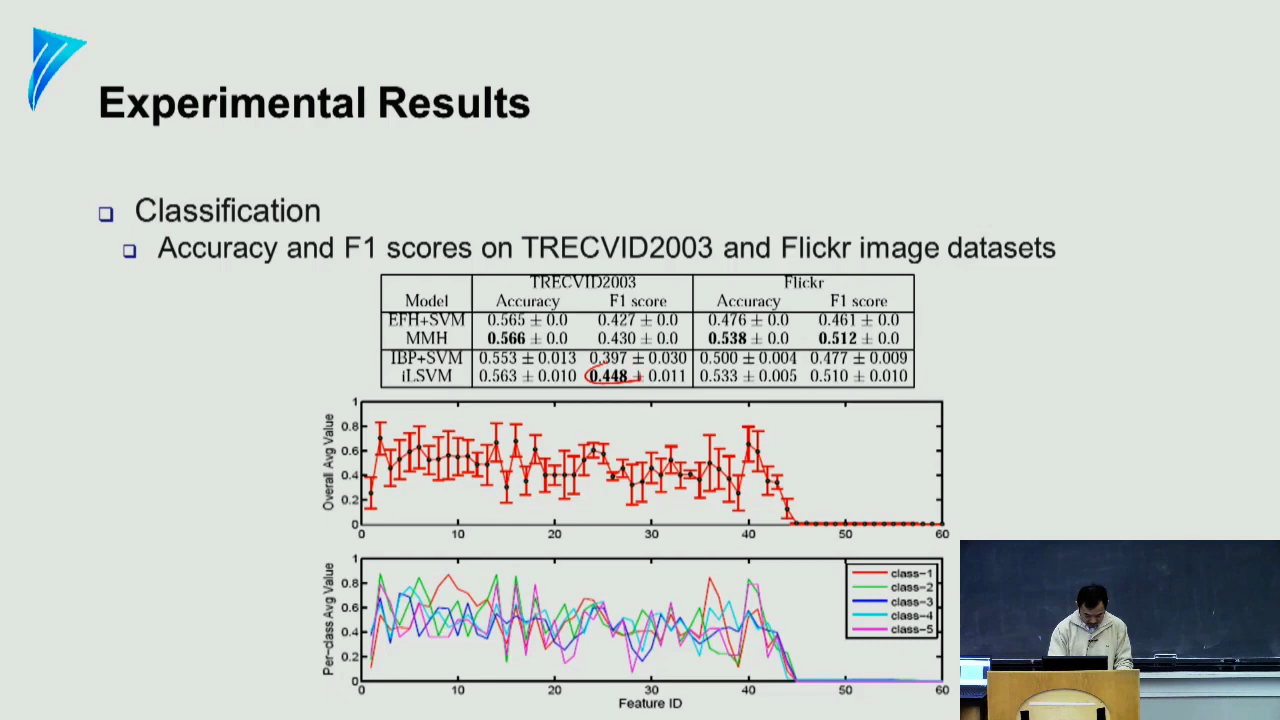 Experimental Results
Classification
Accuracy and F1 scores on TRECVID2003 and Flickr image datasets
TRECVID2003 Flickr
Model Accuracy F1 score Accuracy F1 score
EFH+SVM 0.565 ± 0.0 0.427 ± 0.0 0.476 ± 0.0 0.461 ± 0.0
MMH 0.566 ± 0.0 0.430 ± 0.0 0.538 ± 0.0 0.512 ± 0.0
IBP+SVM 0.553 ± 0.013 0.397 ± 0.030 0.500 ± 0.004 0.477 ± 0.009
iLSVM 0.563 ± 0.010 0.448 ± 0.011 0.533 ± 0.005 0.510 ± 0.010
Overall Avg Value
1
0.8
0.6
0.4
0.2
0
0 10 20 30 40 50 60
Per-class Avg Value
1
0.8
0.6
0.4
0.2
0
class-1
class-2
class-3
class-4
class-5
0 10 20 30 40 50 60
Feature ID